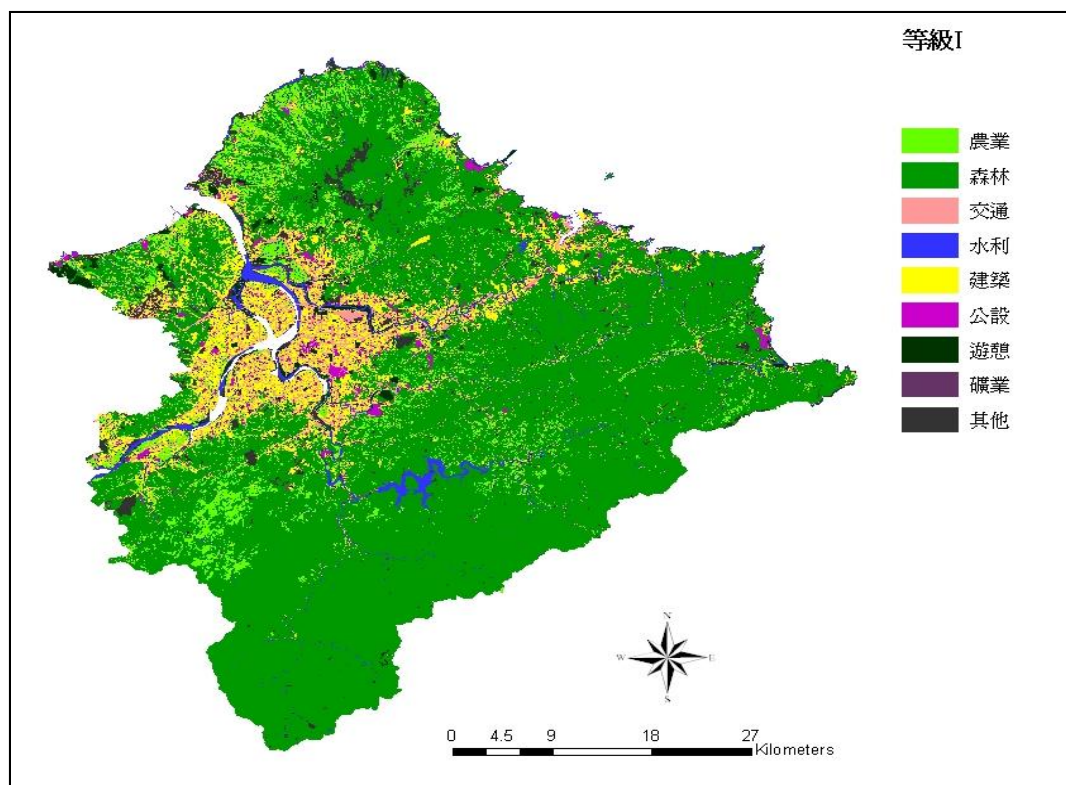 等級I
農業
森林
交通
水利
建築
公設
遊憩
礦業
其他
N
W E
S
0 4.5 9 18 27
Kilometers